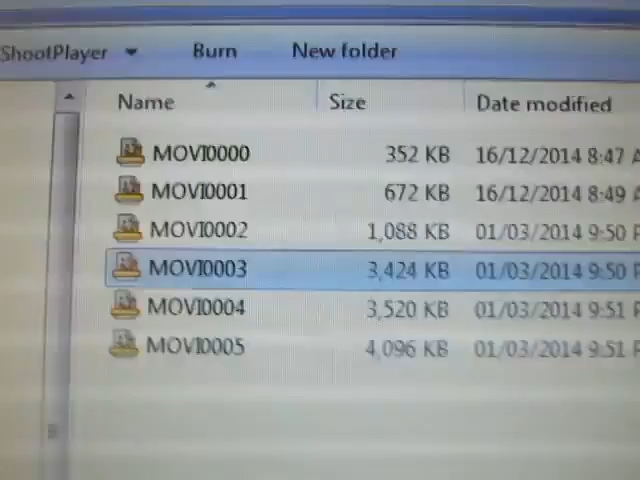 ShootPlayer Burn New folder
Name Size Date modified
MOVI0000 352 KB 16/12/2014 8:47 A
MOVI0001 672 KB 16/12/2014 8:49 A
MOVI0002 1,088 KB 01/03/2014 9:50 P
MOVI0003 3,424 KB 01/03/2014 9:50 P
MOVI0004 3,520 KB 01/03/2014 9:51 P
MOVI0005 4,096 KB 01/03/2014 9:51 P